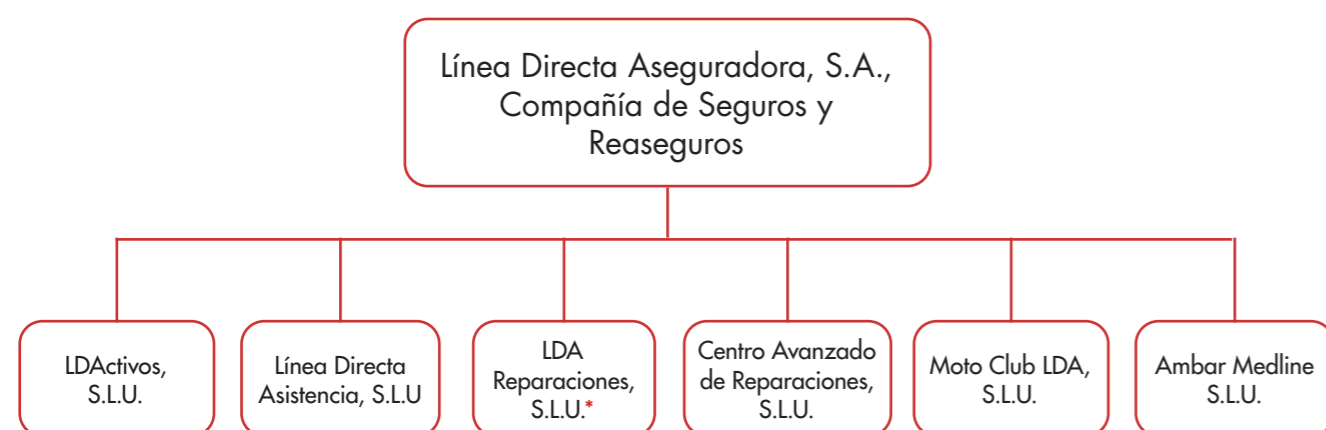 Línea Directa Aseguradora, S.A.,
Compañía de Seguros y
Reaseguros
LDActivos,
S.L.U.
Línea Directa
Asistencia, S.L.U
LDA
Reparaciones,
S.L.U.*
Centro Avanzado
de Reparaciones,
S.L.U.
Moto Club LDA,
S.L.U.
Ambar Medline
S.L.U.